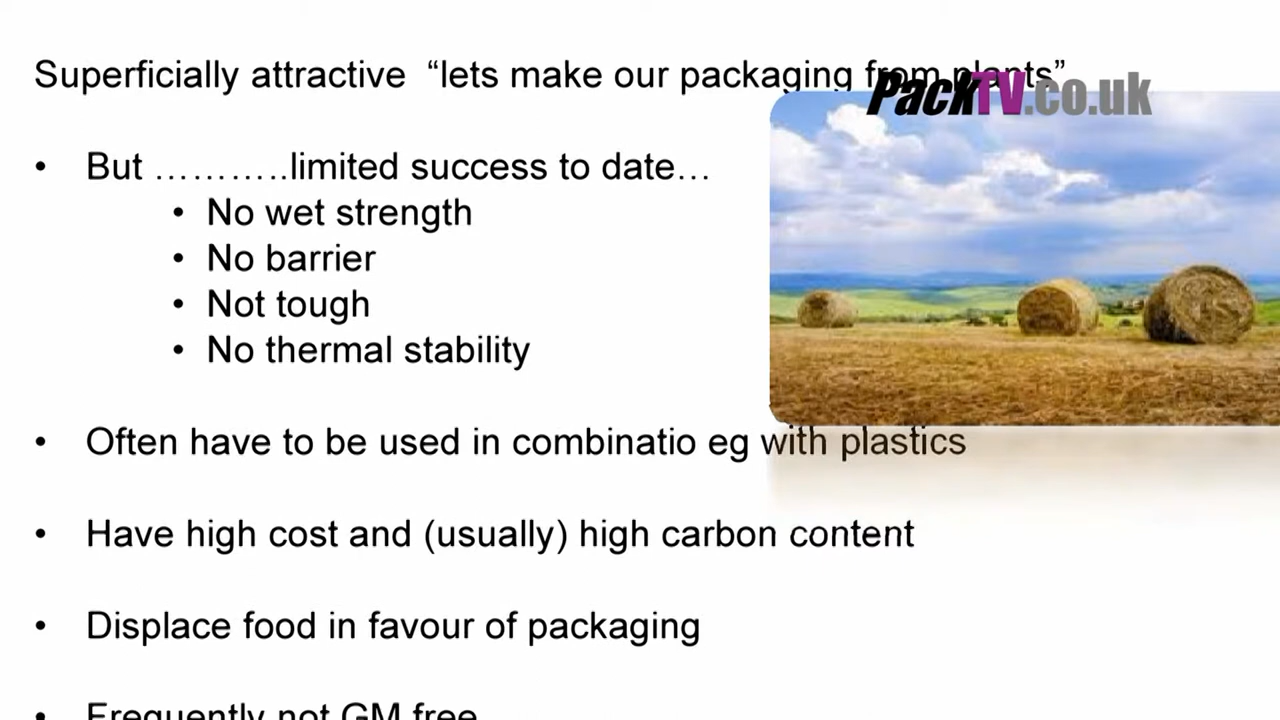 Superficially attractive “lets make our packaging from plants”
PackTV.co.uk
• But ………..limited success to date…
• No wet strength
• No barrier
• Not tough
• No thermal stability
• Often have to be used in combinatio eg with plastics
• Have high cost and (usually) high carbon content
• Displace food in favour of packaging
• Frequently not GM free